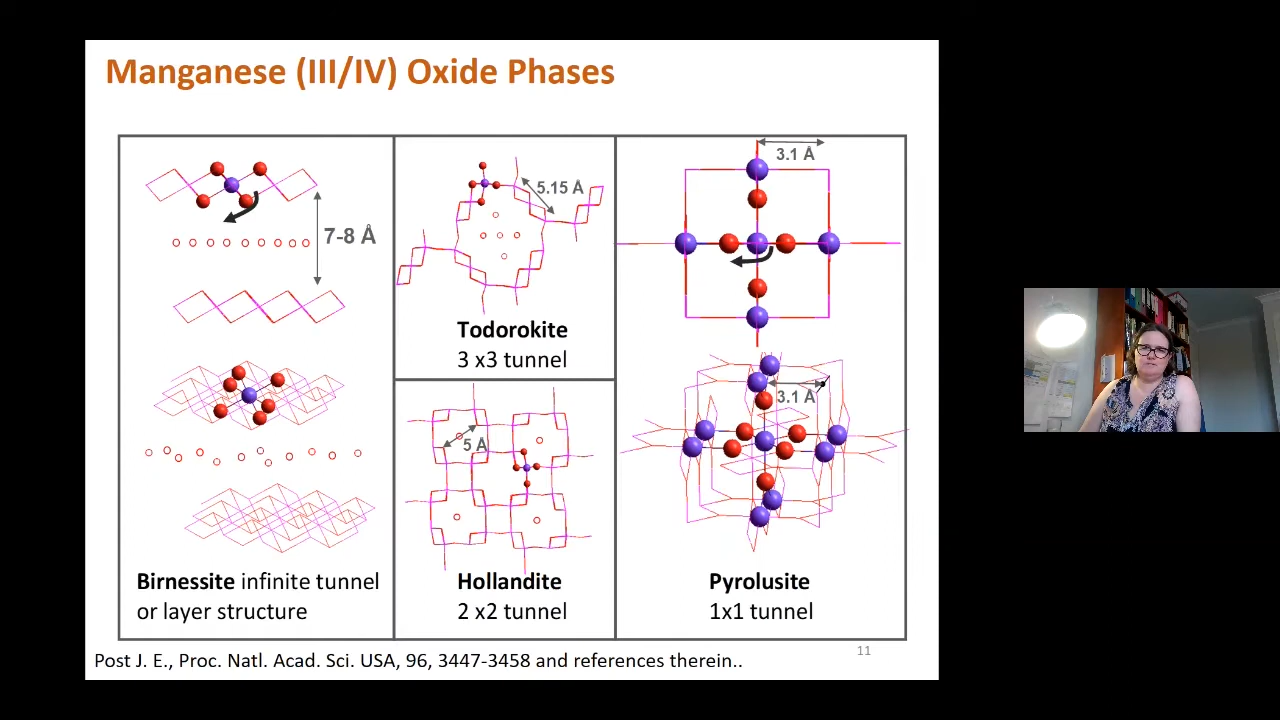 Manganese (III/IV) Oxide Phases
7-8 Å
Birnessite infinite tunnel
or layer structure
5.15 Å
Todorokite
3 x3 tunnel
5 Å
Hollandite
2 x2 tunnel
3.1 Å
3.1 Å
Pyrolusite
1x1 tunnel
Post J. E., Proc. Natl. Acad. Sci. USA, 96, 3447-3458 and references therein..
11